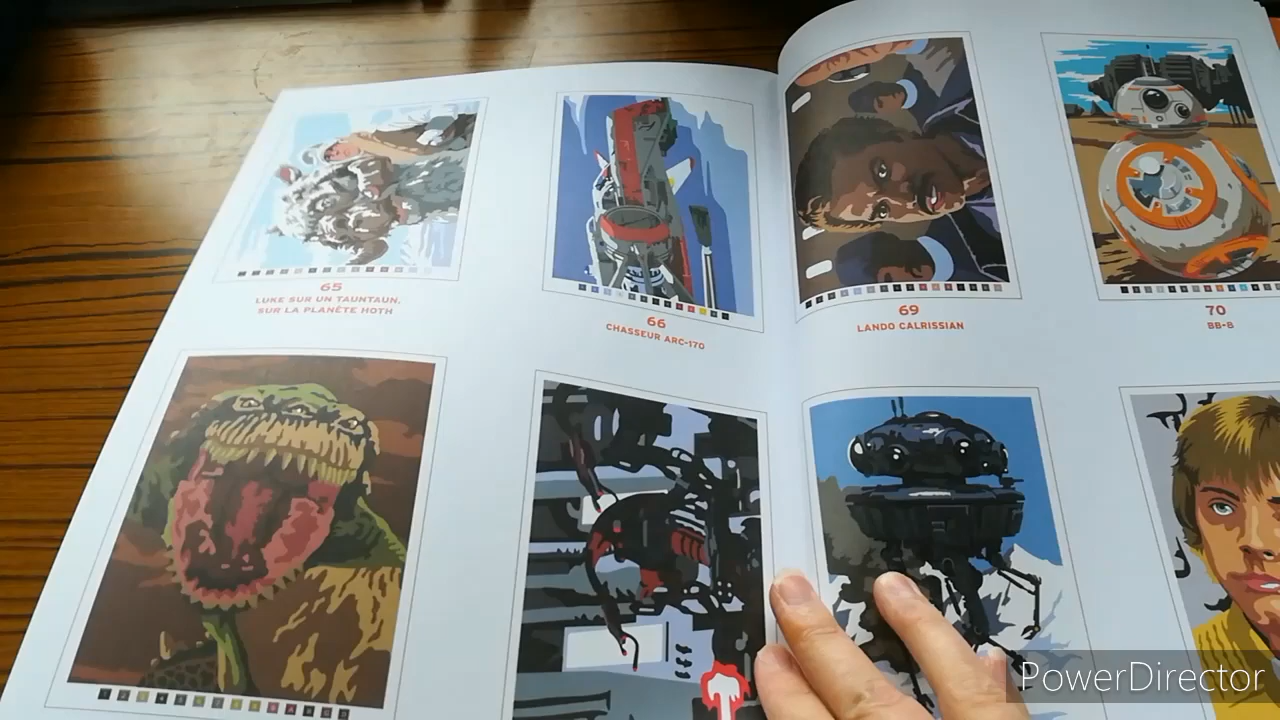 65
LUKE SUR UN TAUNTAUN,
SUR LA PLANÈTE HOTH
66
CHASSEUR ARC-170
69
LANDO CALRISSIAN
70
BB-8
PowerDirector